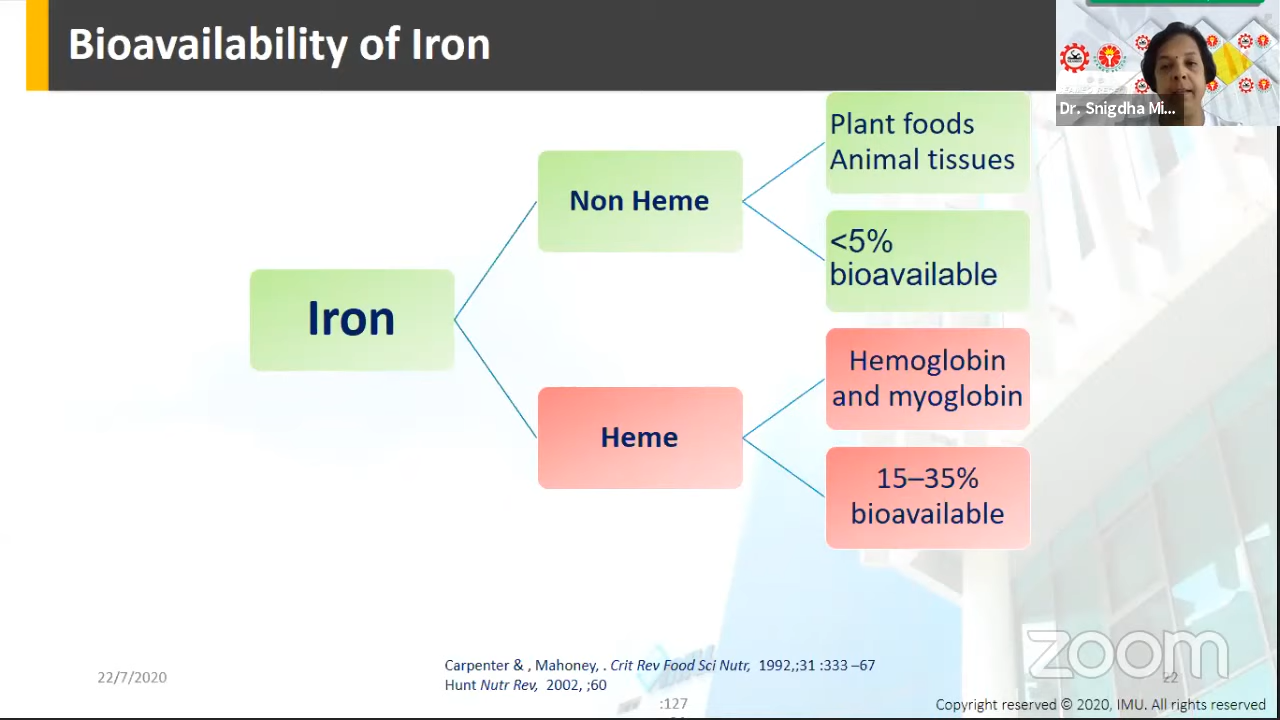 Bioavailability of Iron
Dr. Snigdha Mi...
Plant foods
Animal tissues
Non Heme
<5%
bioavailable
Iron
Hemoglobin
and myoglobin
Heme
15–35%
bioavailable
Carpenter & , Mahoney, . Crit Rev Food Sci Nutr, 1992,;31 :333 –67
Hunt Nutr Rev, 2002, ;60
:127
22/7/2020
zoom
22
Copyright reserved © 2020, IMU. All rights reserved